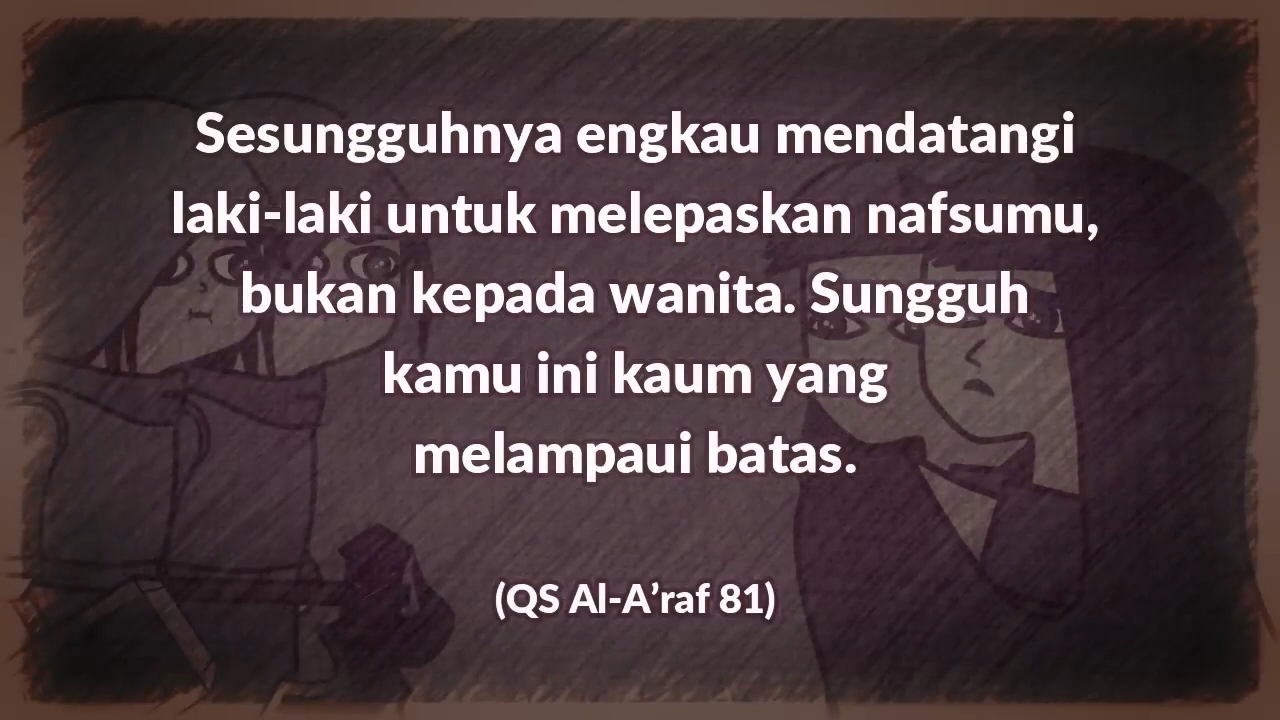 Sesungguhnya engkau mendatangi
laki-laki untuk melepaskan nafsumu,
bukan kepada wanita. Sungguh
kamu ini kaum yang
melampaui batas.
(QS Al-A’raf 81)